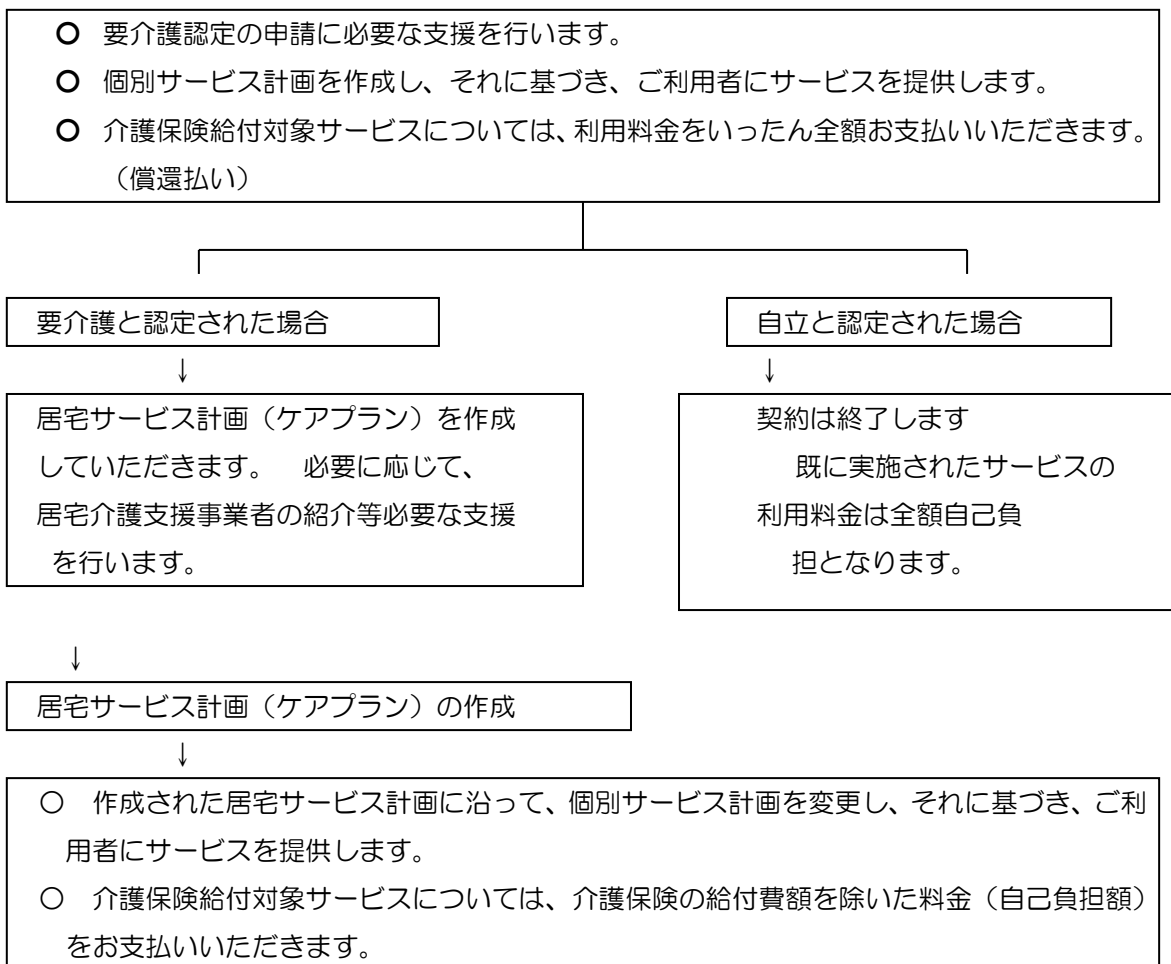 ○ 要介護認定の申請に必要な支援を行います。
○ 個別サービス計画を作成し、それに基づき、ご利用者にサービスを提供します。
○ 介護保険給付対象サービスについては、利用料金をいったん全額お支払いいただきます。
（償還払い）
要介護と認定された場合
自立と認定された場合
↓
↓
居宅サービス計画（ケアプラン）を作成
していただきます。　必要に応じて、
居宅介護支援事業者の紹介等必要な支援
を行います。
契約は終了します
既に実施されたサービスの
利用料金は全額自己負
担となります。
↓
居宅サービス計画（ケアプラン）の作成
↓
○　作成された居宅サービス計画に沿って、個別サービス計画を変更し、それに基づき、ご利
用者にサービスを提供します。
○　介護保険給付対象サービスについては、介護保険の給付費額を除いた料金（自己負担額）
をお支払いいただきます。